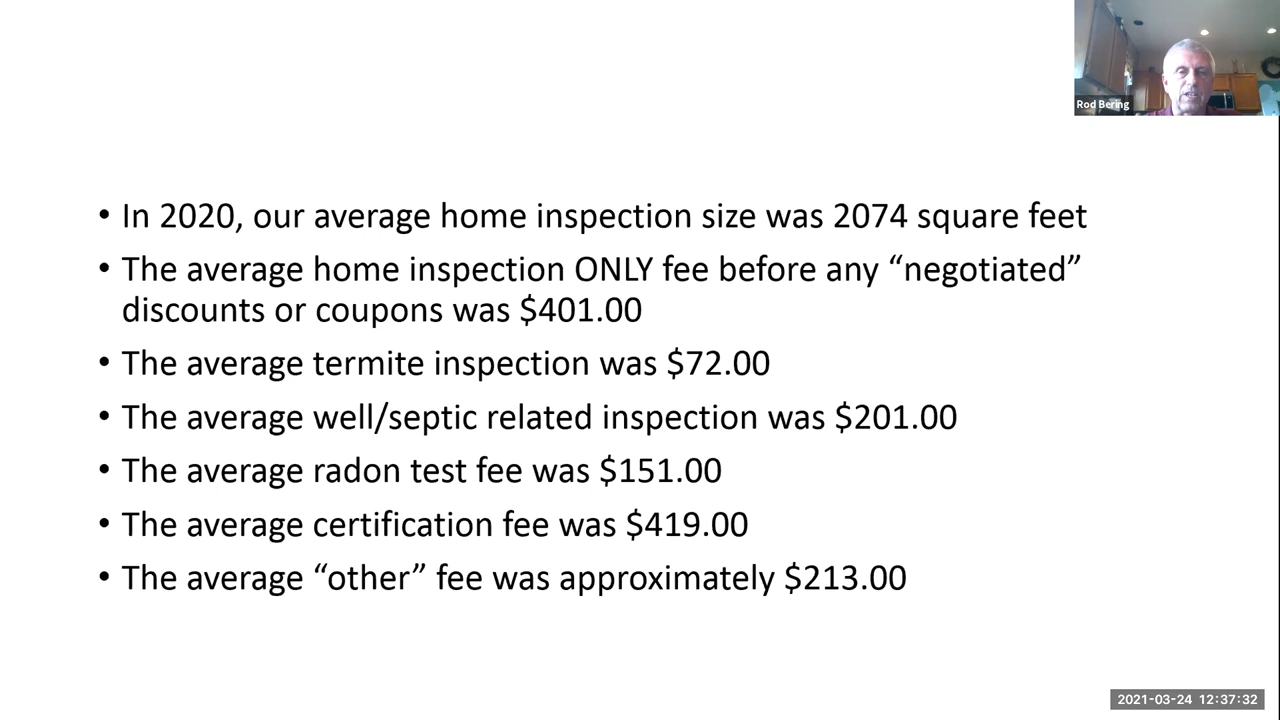 Rod Bering
• In 2020, our average home inspection size was 2074 square feet
• The average home inspection ONLY fee before any “negotiated”
discounts or coupons was $401.00
• The average termite inspection was $72.00
• The average well/septic related inspection was $201.00
• The average radon test fee was $151.00
• The average certification fee was $419.00
• The average “other” fee was approximately $213.00
2021-03-24 12:37:32